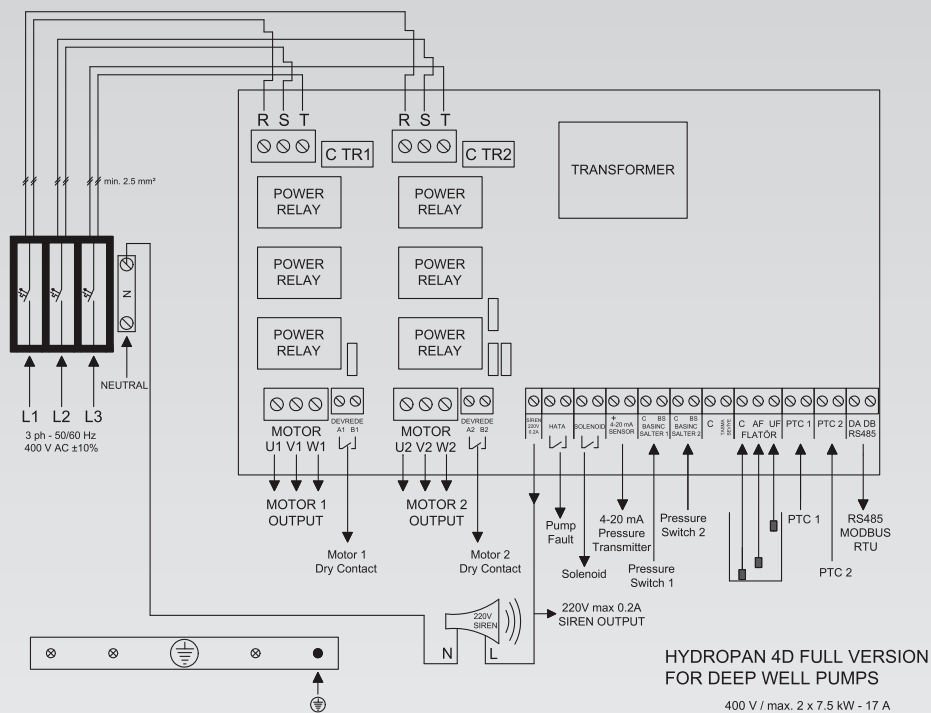 R S T
R S T
C TR1
C TR2
TRANSFORMER
min. 2.5 mm²
POWER
RELAY
POWER
RELAY
POWER
RELAY
POWER
RELAY
POWER
RELAY
POWER
RELAY
N
NEUTRAL
L1 L2 L3
3 ph - 50/60 Hz
400 V AC ±10%
MOTOR
U1 V1 W1
DEVREDE
A1 B1
MOTOR
U2 V2 W2
DEVREDE
A2 B2
SIREN
220V
0.2A
HATA
SOLENOID
+
4-20 mA
SENSOR
C BS
BASINC
SALTER 1
C BS
BASINC
SALTER 2
C
C AF UF
FLATÖR
PTC 1
PTC 2
DA DB
RS485
MOTOR 1
OUTPUT
MOTOR 2
OUTPUT
Motor 1
Dry Contact
Motor 2
Dry Contact
Pump
Fault
Solenoid
4-20 mA
Pressure
Transmitter
Pressure
Switch 1
Pressure
Switch 2
PTC 1
PTC 2
RS485
MODBUS
RTU
220V
SIREN
N L
220V max 0.2A
SIREN OUTPUT
HYDROPAN 4D FULL VERSION
FOR DEEP WELL PUMPS
400 V / max. 2 x 7.5 kW - 17 A